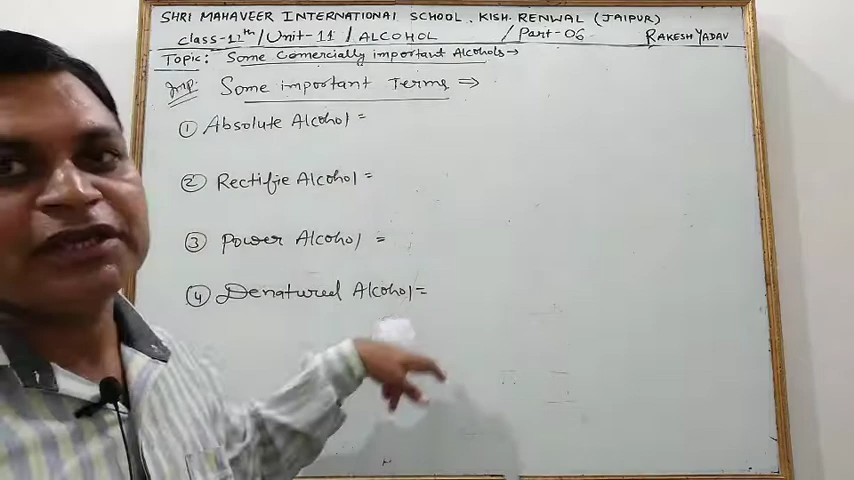 SHRI MAHAVEER INTERNATIONAL SCHOOL, KISH. RENWAL (JAIPUR)
Class-12th/Unit-11/ALCOHOL /Part-06 RAKESH YADAV
Topic: Some Comercially important Alcohols→
Imp. Some important Terms ⇒
① Absolute Alcohol =
② Rectifie Alcohol =
③ Power Alcohol =
④ Denatured Alcohol=